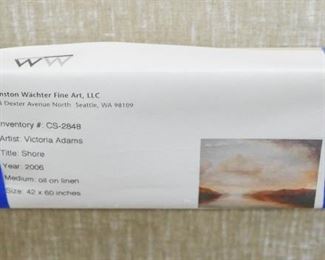 WW
nston Wächter Fine Art, LLC
Dexter Avenue North Seattle, WA 98109
nventory #: CS-2848
Artist: Victoria Adams
Title: Shore
Year: 2006
Medium: oil on linen
Size: 42 x 60 inches